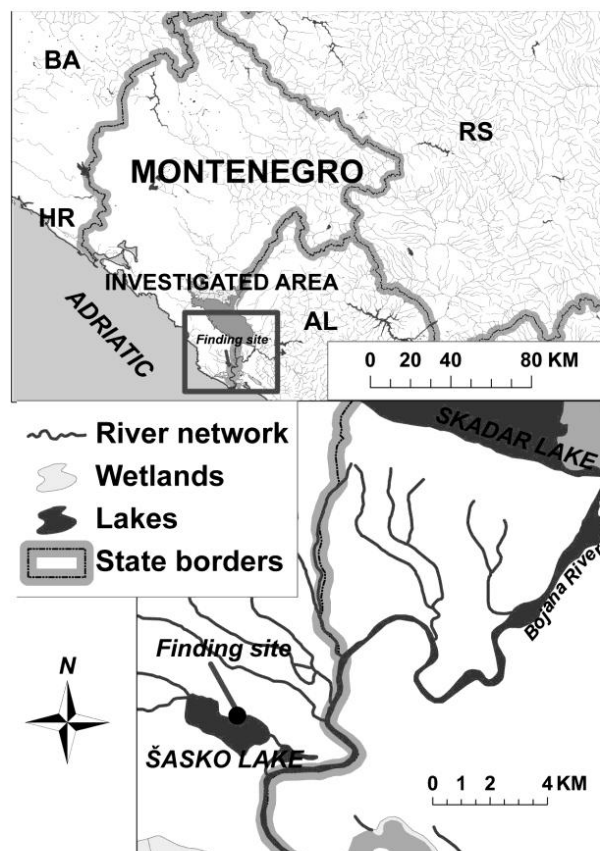 BA
RS
MONTENEGRO
HR
INVESTIGATED AREA
ADRIATIC
Finding site
AL
0 20 40 80 KM
River network
Wetlands
Lakes
State borders
SKADAR LAKE
Bojana River
N
Finding site
ŠASKO LAKE
0 1 2 4 KM